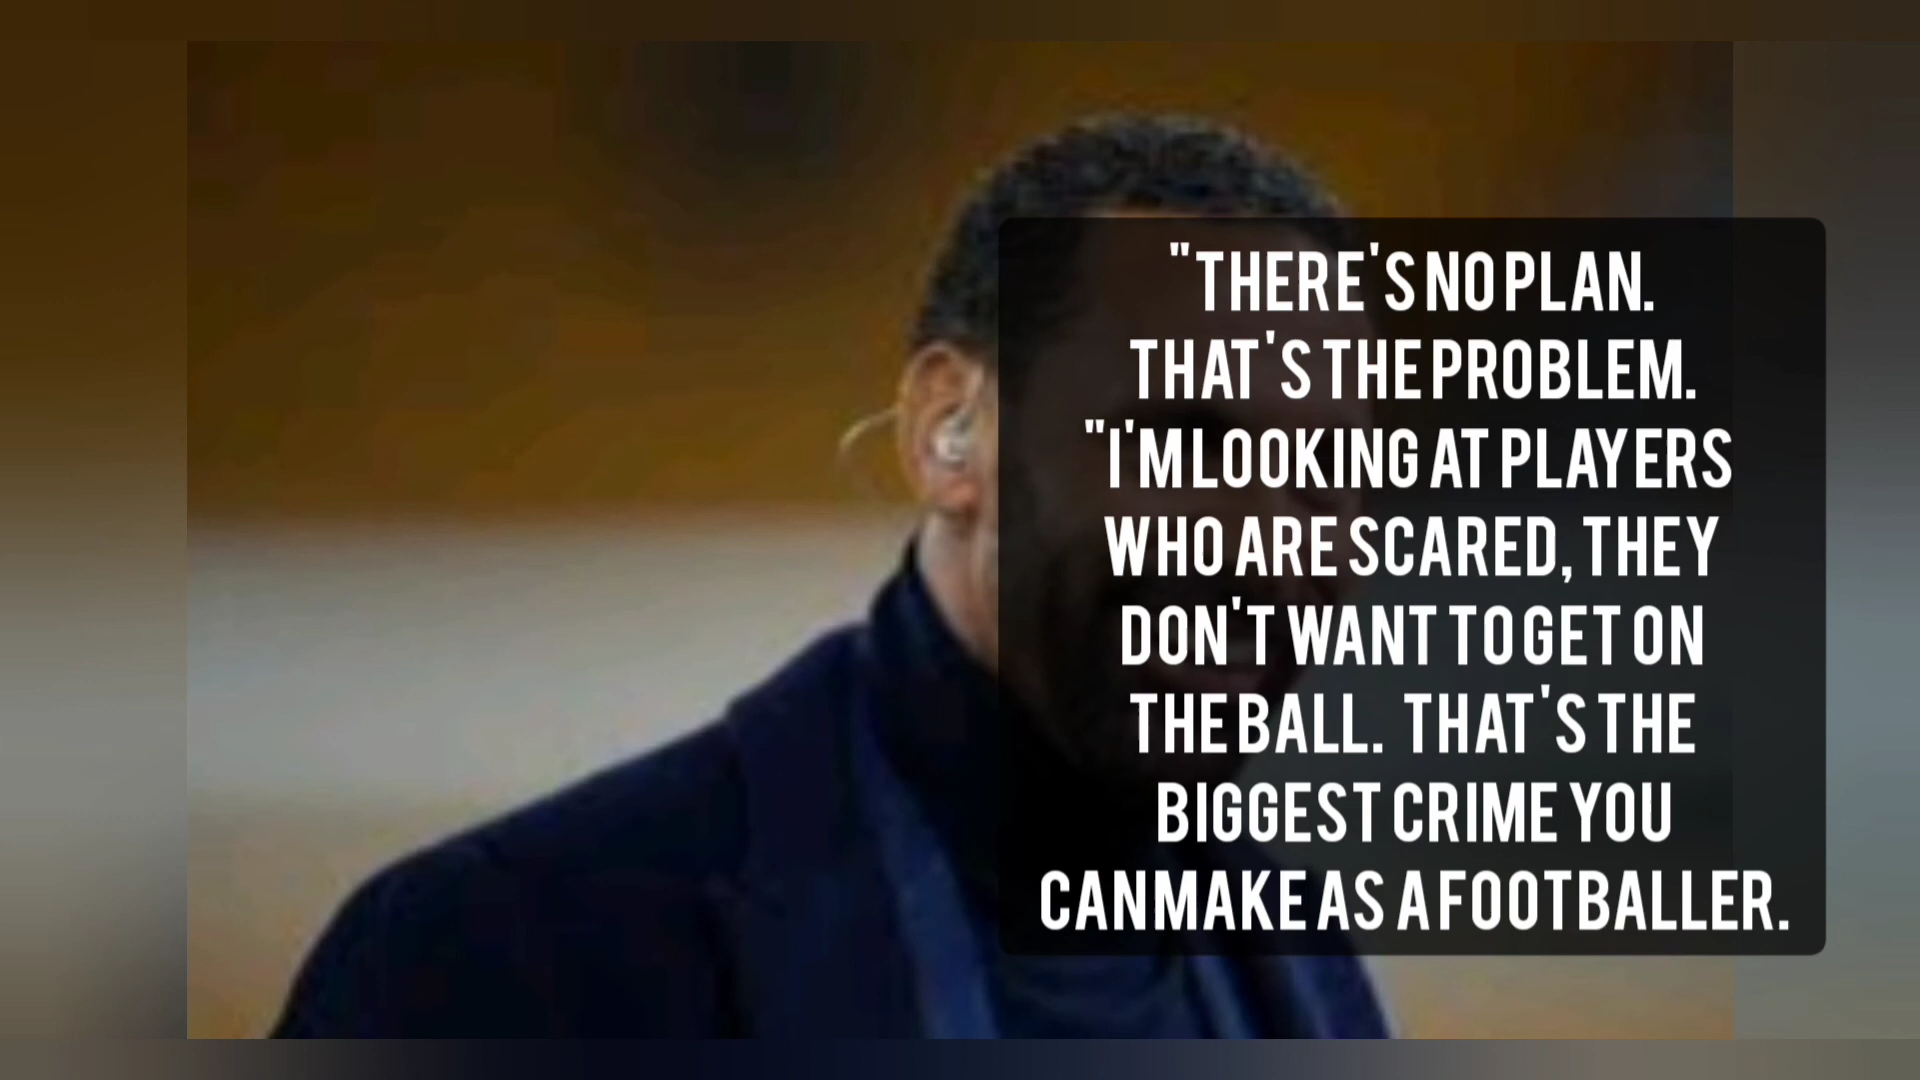 "THERE'S NO PLAN.
THAT'S THE PROBLEM.
"I'M LOOKING AT PLAYERS
WHO ARE SCARED, THEY
DON'T WANT TO GET ON
THE BALL. THAT'S THE
BIGGEST CRIME YOU
CAN MAKE AS A FOOTBALLER.